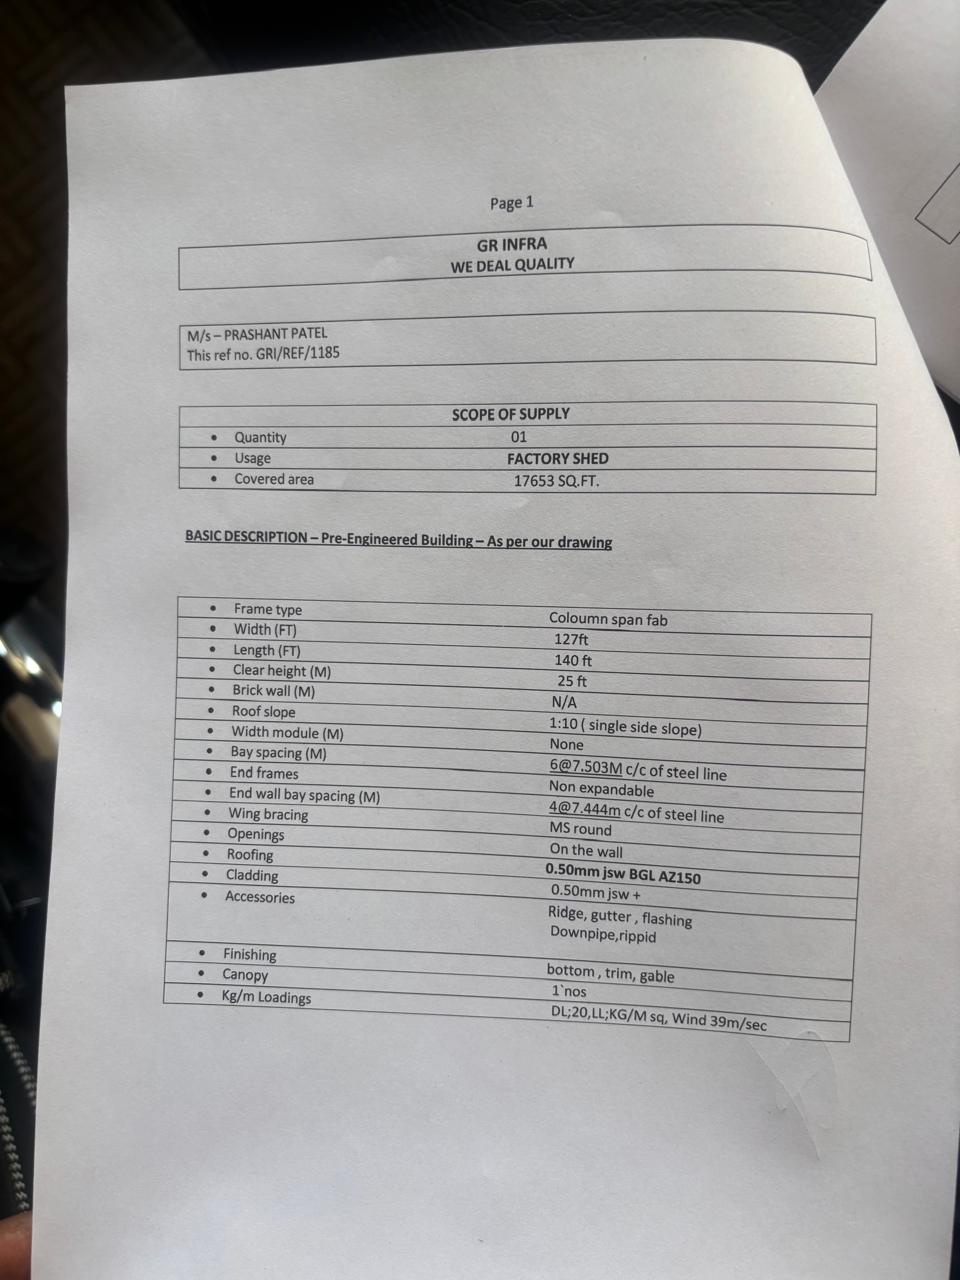 Page 1
GR INFRA
WE DEAL QUALITY
M/s – PRASHANT PATEL
This ref no. GRI/REF/1185
SCOPE OF SUPPLY
• Quantity 01
• Usage FACTORY SHED
• Covered area 17653 SQ.FT.
BASIC DESCRIPTION – Pre-Engineered Building – As per our drawing
• Frame type Coloumn span fab
• Width (FT) 127ft
• Length (FT) 140 ft
• Clear height (M) 25 ft
• Brick wall (M) N/A
• Roof slope 1:10 ( single side slope)
• Width module (M) None
• Bay spacing (M) 6@7.503M c/c of steel line
• End frames Non expandable
• End wall bay spacing (M) 4@7.444m c/c of steel line
• Wing bracing MS round
• Openings On the wall
• Roofing 0.50mm jsw BGL AZ150
• Cladding 0.50mm jsw +
• Accessories Ridge, gutter , flashing
Downpipe,rippid
• Finishing bottom , trim, gable
• Canopy 1`nos
• Kg/m Loadings DL;20,LL;KG/M sq, Wind 39m/sec